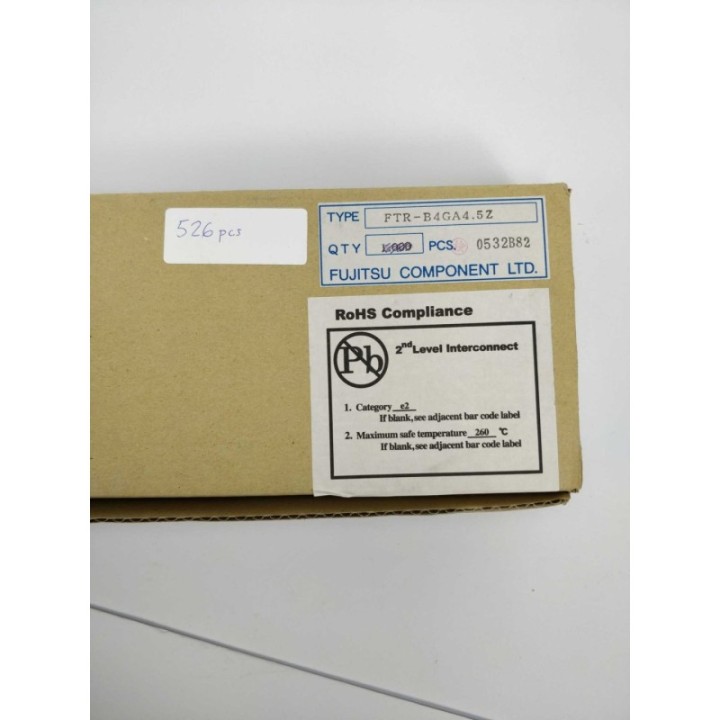 526 pcs
TYPE FTR-B4GA4.5Z
QTY PCS. 0532B82
FUJITSU COMPONENT LTD.
RoHS Compliance
Pb
2nd Level Interconnect
1. Category e2
If blank, see adjacent bar code label
2. Maximum safe temperature 260 °C
If blank, see adjacent bar code label